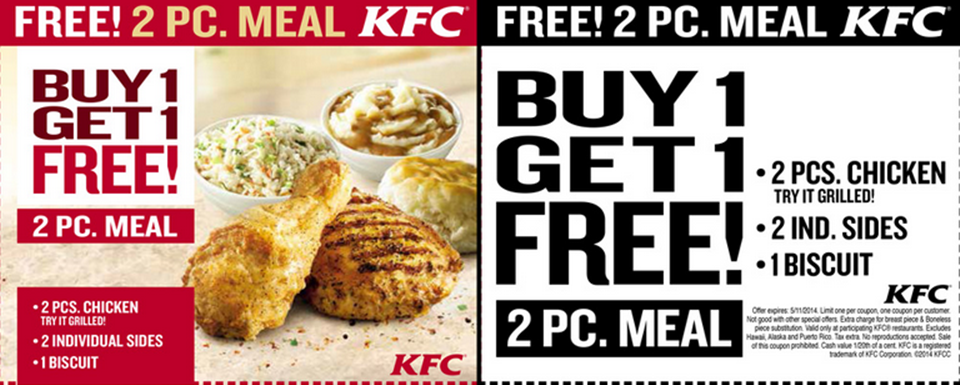 FREE! 2 PC. MEAL KFC
BUY 1
GET 1
FREE!
2 PC. MEAL
• 2 PCS. CHICKEN
TRY IT GRILLED!
• 2 INDIVIDUAL SIDES
• 1 BISCUIT
KFC
FREE! 2 PC. MEAL KFC
BUY 1
GET 1
FREE!
2 PC. MEAL
• 2 PCS. CHICKEN
TRY IT GRILLED!
• 2 IND. SIDES
• 1 BISCUIT
KFC
Offer expires: 5/11/2014. Limit one per coupon, one coupon per customer.
Not good with other special offers. Extra charge for breast piece & Boneless
piece substitution. Valid only at participating KFC® restaurants. Excludes
Hawaii, Alaska and Puerto Rico. Tax extra. No reproductions accepted. Sale
of this coupon prohibited. Cash value 1/20th of a cent. KFC is a registered
trademark of KFC Corporation. ©2014 KFCC